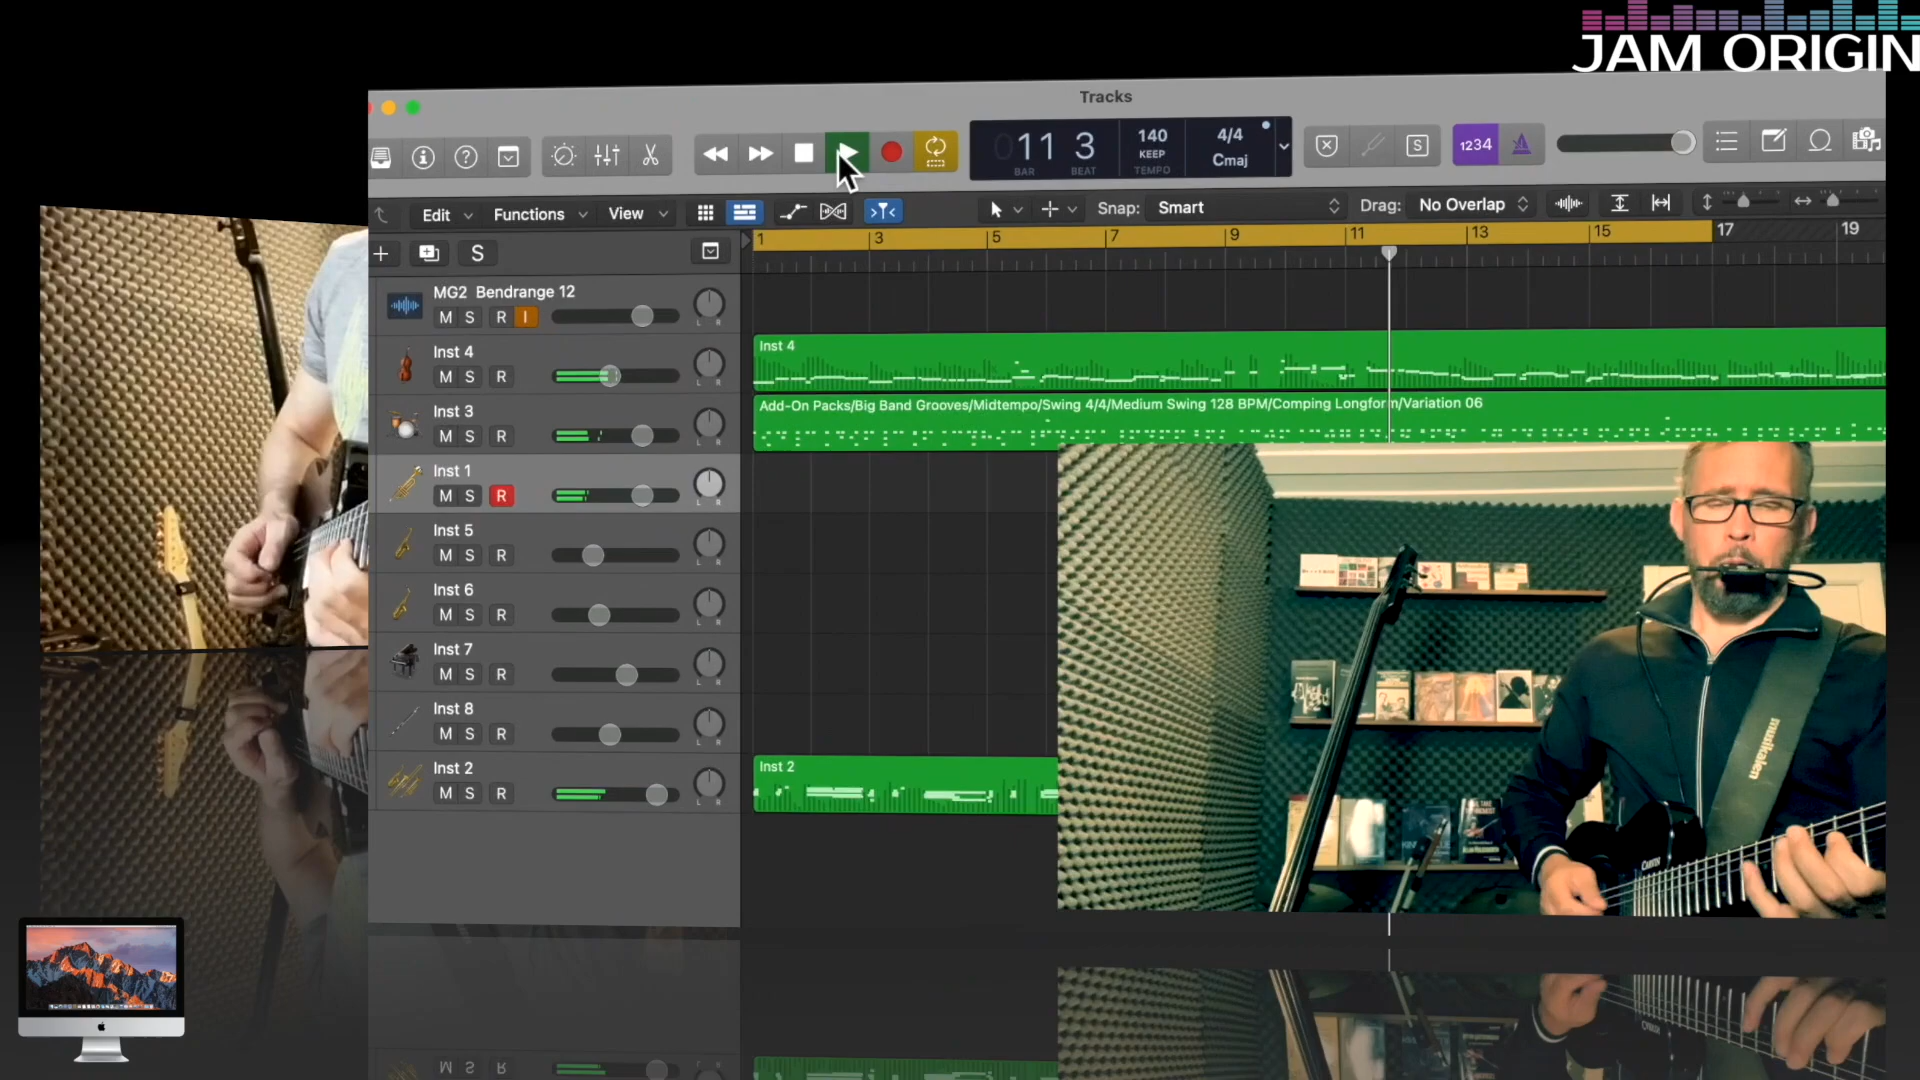 JAM ORIGIN
Tracks
11 3
BAR BEAT
140
KEEP
TEMPO
4/4
Cmaj
S
1234
Edit
Functions
View
Snap: Smart
Drag: No Overlap
S
1 3 5 7 9 11 13 15 17 19
MG2 Bendrange 12
M S R I
L R
Inst 4
M S R
L R
Inst 4
Inst 3
M S R
L R
Add-On Packs/Big Band Grooves/Midtempo/Swing 4/4/Medium Swing 128 BPM/Comping Longform/Variation 06
Inst 1
M S R
L R
Inst 5
M S R
L R
Inst 6
M S R
L R
Inst 7
M S R
L R
Inst 8
M S R
L R
Inst 2
M S R
L R
Inst 2
musikalen
CARVIN